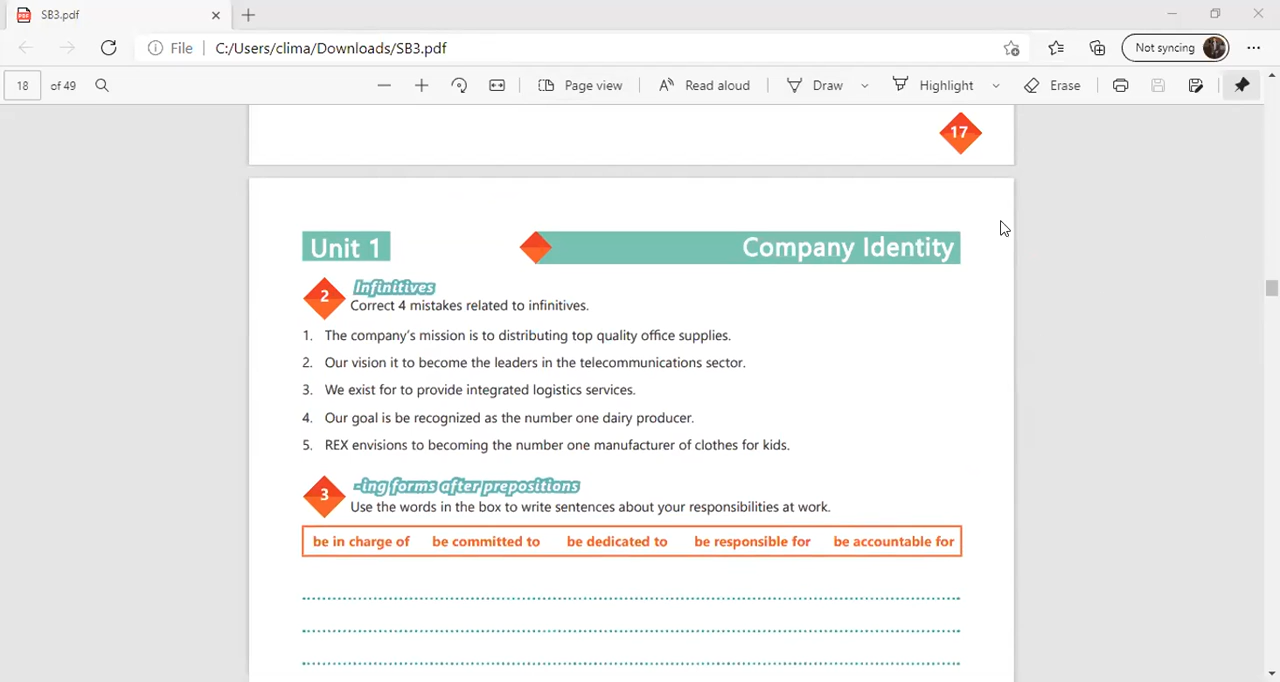 SB3.pdf
File C:/Users/clima/Downloads/SB3.pdf Not syncing
18 of 49 Page view Read aloud Draw Highlight Erase
17
Unit 1 Company Identity
2 Infinitives
Correct 4 mistakes related to infinitives.
1. The company's mission is to distributing top quality office supplies.
2. Our vision it to become the leaders in the telecommunications sector.
3. We exist for to provide integrated logistics services.
4. Our goal is be recognized as the number one dairy producer.
5. REX envisions to becoming the number one manufacturer of clothes for kids.
3 -ing forms after prepositions
Use the words in the box to write sentences about your responsibilities at work.
be in charge of be committed to be dedicated to be responsible for be accountable for